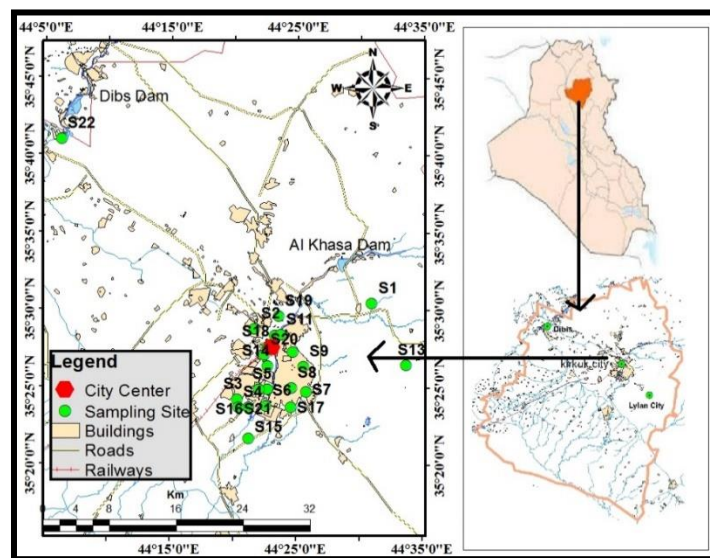 44°5'0"E 44°15'0"E 44°25'0"E 44°35'0"E
35°45'0"N
35°40'0"N
35°35'0"N
35°30'0"N
35°25'0"N
35°20'0"N
N
W E
S
Dibs Dam
S22
Al Khasa Dam
S1
S19
S2
S11
S18
S20
S14
S9
S13
S5
S8
S3
S4
S6
S7
S16
S21
S17
S15
Legend
City Center
Sampling Site
Buildings
Roads
Railways
Km
0 2 4 8 16 24 32
44°15'0"E 44°25'0"E 44°35'0"E
35°45'0"N
35°40'0"N
35°35'0"N
35°30'0"N
35°25'0"N
35°20'0"N
Dibis
kirkuk city
Lylan City